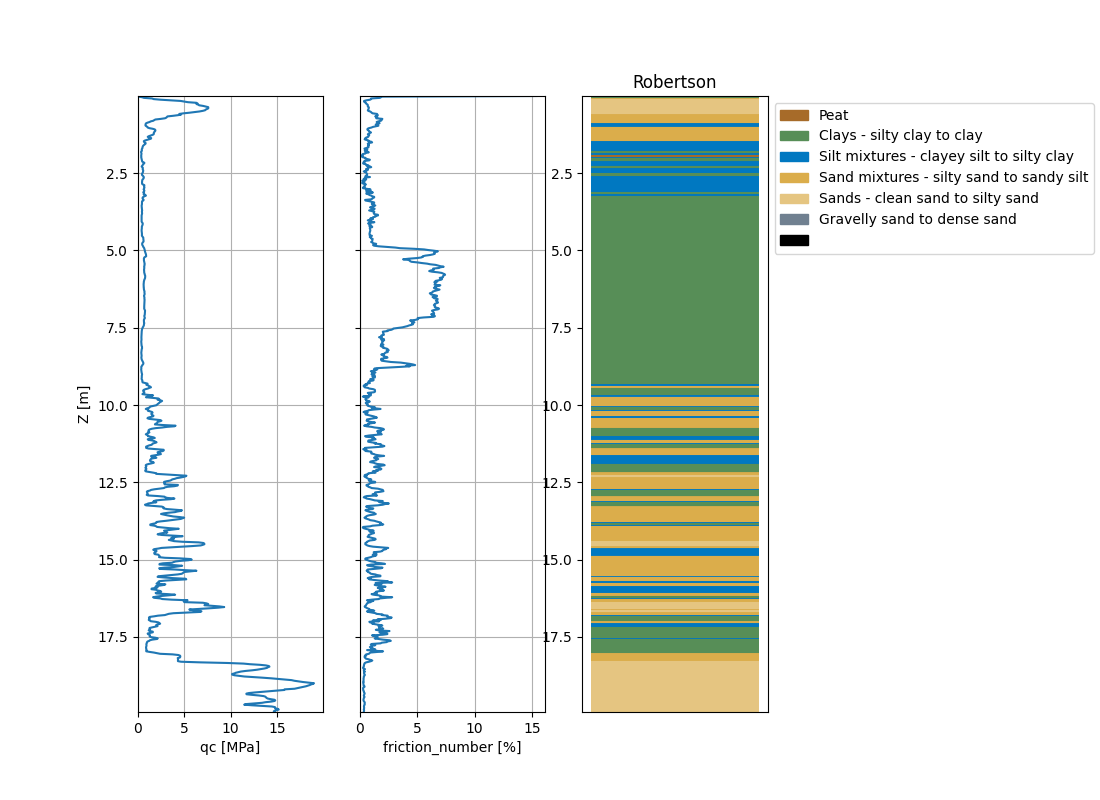 Robertson
Peat
Clays - silty clay to clay
Silt mixtures - clayey silt to silty clay
Sand mixtures - silty sand to sandy silt
Sands - clean sand to silty sand
Gravelly sand to dense sand
Z [m]
2.5
5.0
7.5
10.0
12.5
15.0
17.5
0 5 10 15
qc [MPa]
0 5 10 15
friction_number [%]
2.5
5.0
7.5
10.0
12.5
15.0
17.5